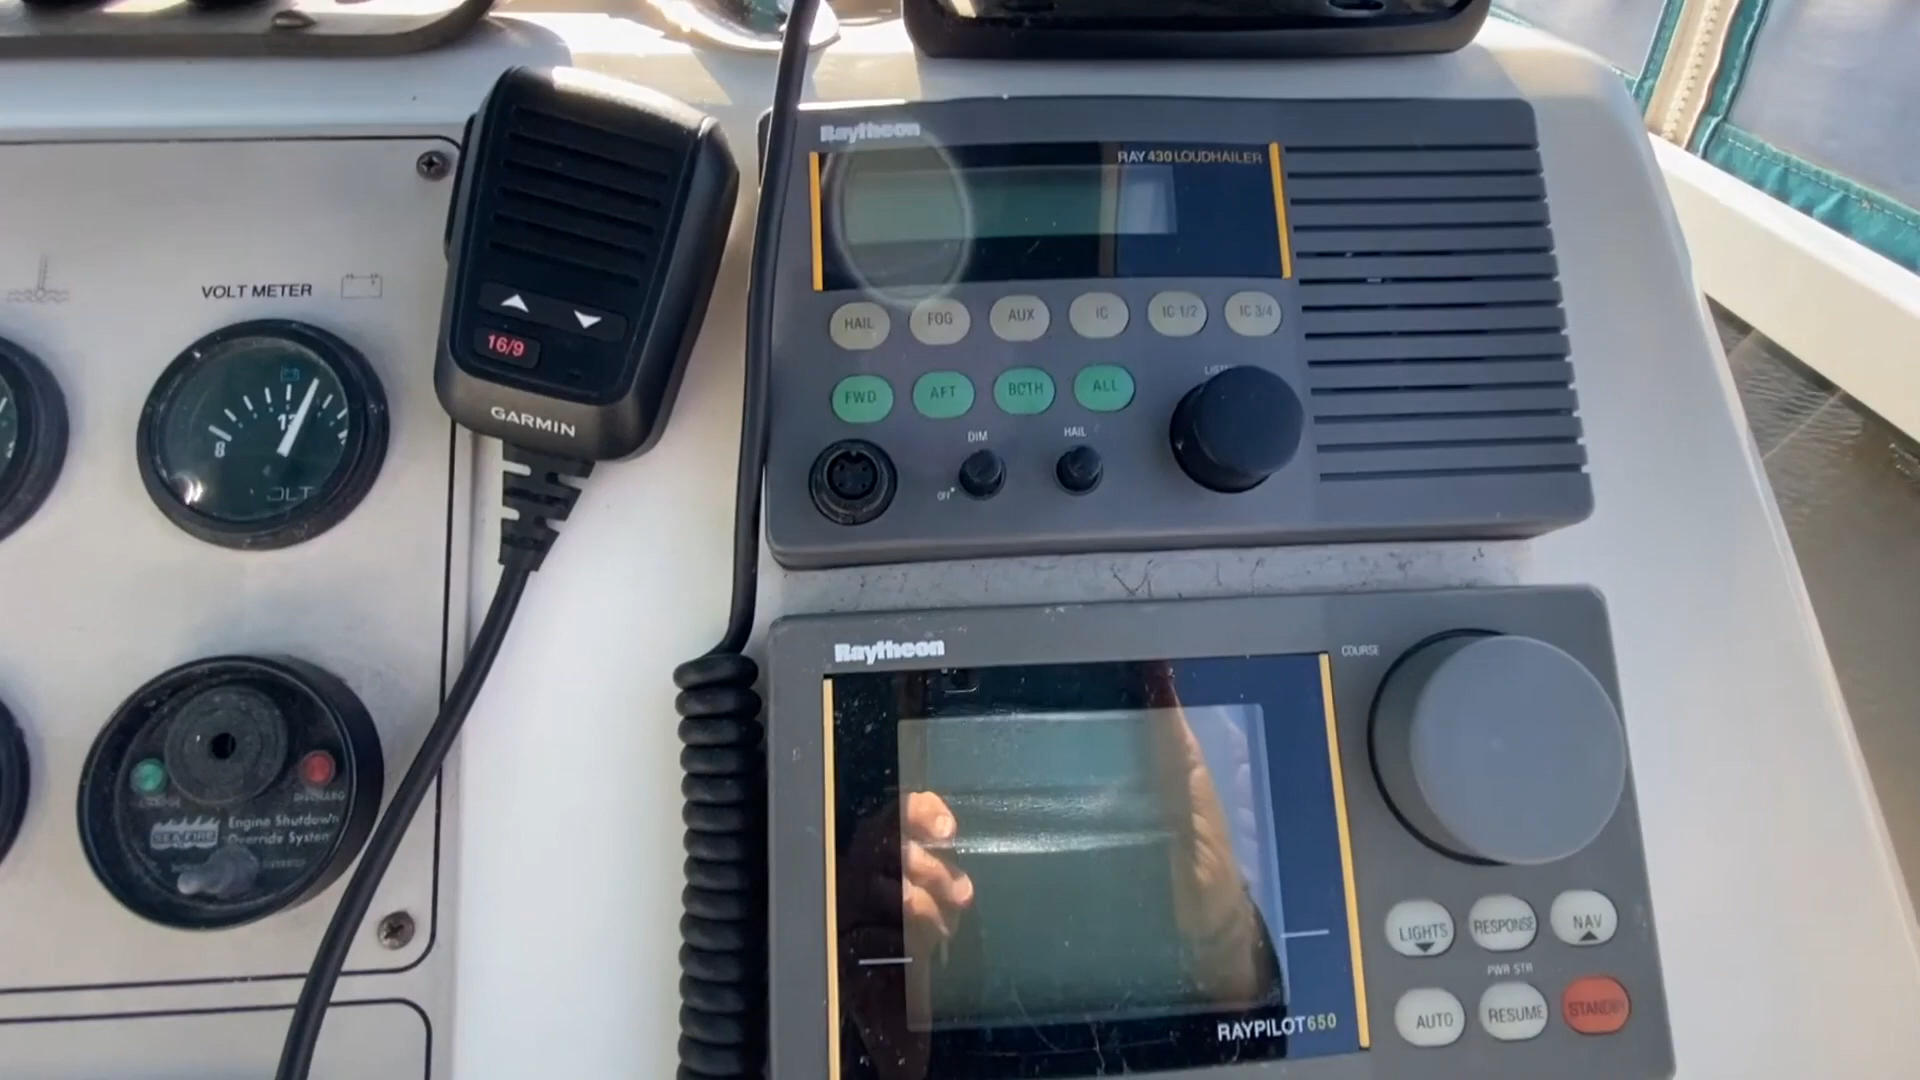 VOLT METER
8
GARMIN
16/9
Raytheon
RAY 430 LOUDHAILER
HAIL
FOG
AUX
IC
IC 1/2
IC 3/4
FWD
AFT
BOTH
ALL
DIM
HAIL
OFF
Engine Shutdown
Override System
Raytheon
COURSE
RAYPILOT650
LIGHTS
RESPONSE
NAV
PWR STR
AUTO
RESUME
STANDBY